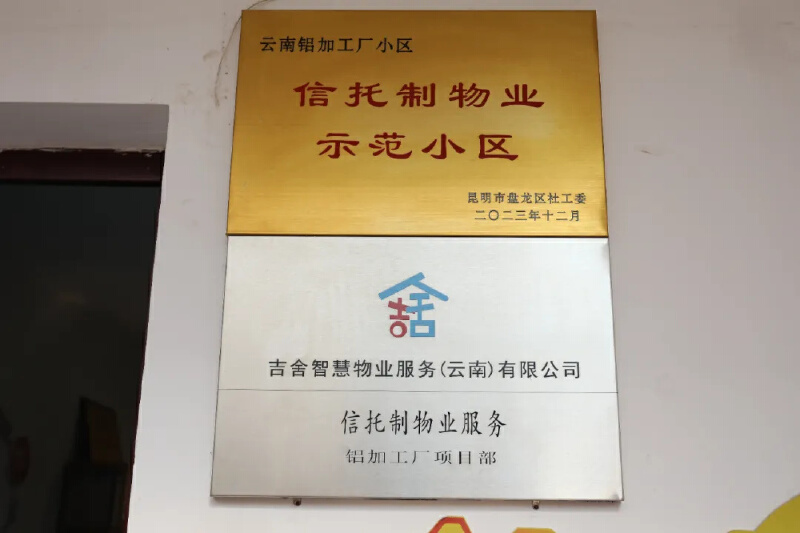 云南铝加工厂小区
信托制物业
示范小区
昆明市盘龙区社工委
二〇二三年十二月
吉舍智慧物业服务(云南)有限公司
信托制物业服务
铝加工厂项目部